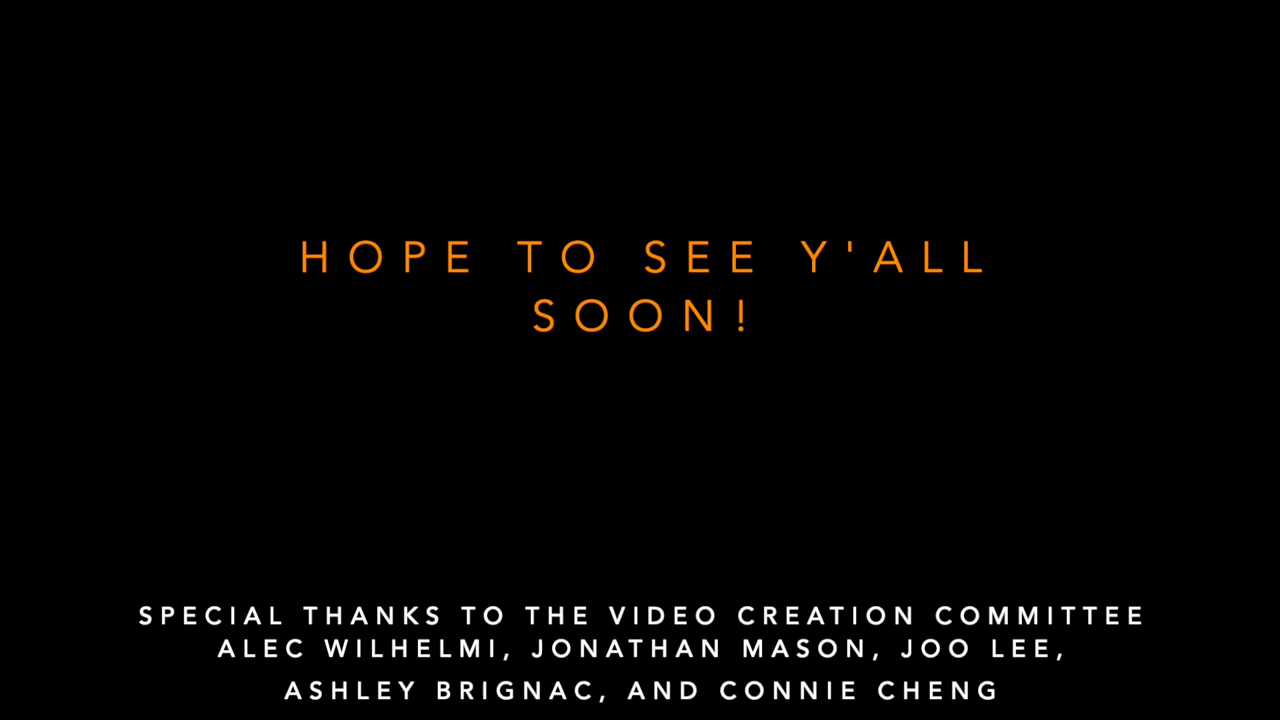 HOPE TO SEE Y'ALL
SOON!
SPECIAL THANKS TO THE VIDEO CREATION COMMITTEE
ALEC WILHELMI, JONATHAN MASON, JOO LEE,
ASHLEY BRIGNAC, AND CONNIE CHENG